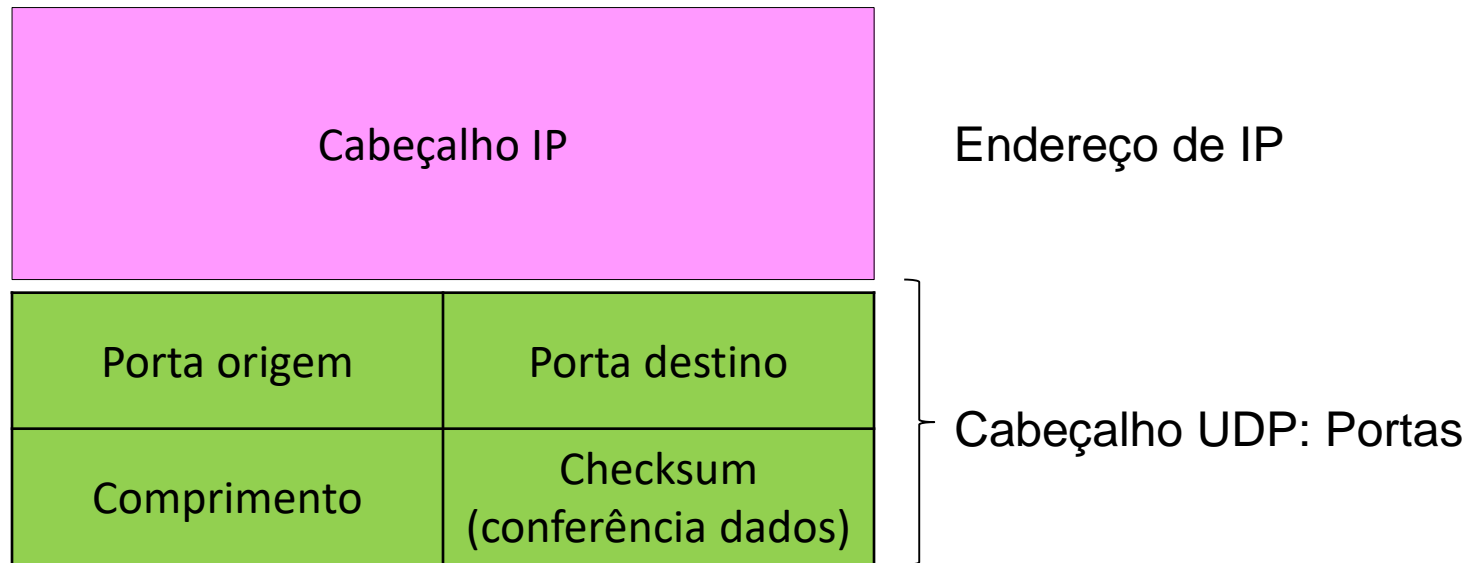 Cabeçalho IP
Endereço de IP
Porta origem
Porta destino
Comprimento
Checksum
(conferência dados)
Cabeçalho UDP: Portas